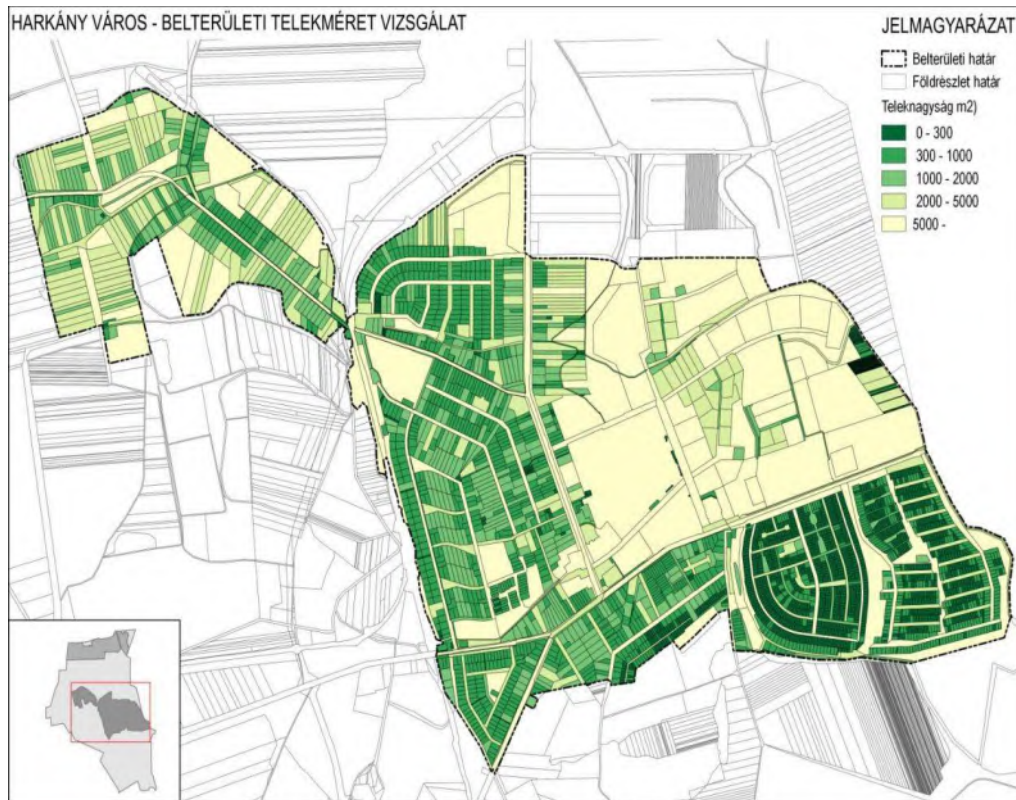 HARKÁNY VÁROS - BELTERÜLETI TELEKMÉRET VIZSGÁLAT
JELMAGYARÁZAT
Belterületi határ
Földrészlet határ
Teleknagyság m2)
0 - 300
300 - 1000
1000 - 2000
2000 - 5000
5000 -